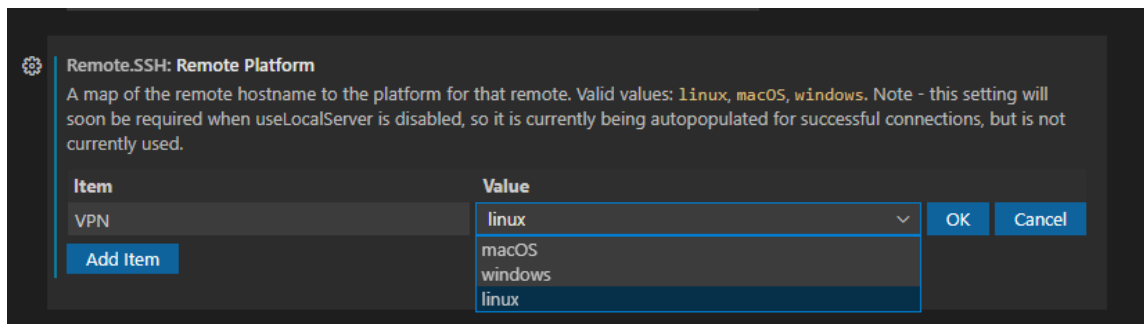 Remote.SSH: Remote Platform
A map of the remote hostname to the platform for that remote. Valid values: linux, macOS, windows. Note - this setting will
soon be required when useLocalServer is disabled, so it is currently being autopopulated for successful connections, but is not
currently used.
Item Value
VPN linux OK Cancel
Add Item
macOS
windows
linux